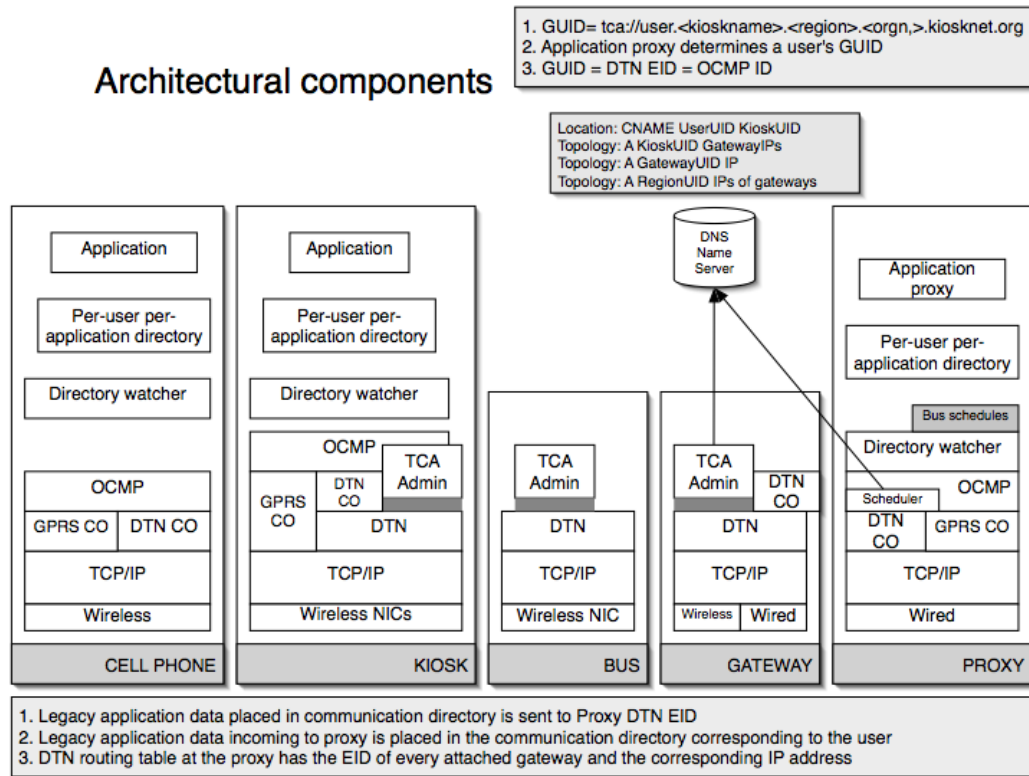 1. GUID= tca://user.<kioskname>.<region>.<orgn,>.kiosknet.org
2. Application proxy determines a user's GUID
3. GUID = DTN EID = OCMP ID
Architectural components
Location: CNAME UserUID KioskUID
Topology: A KioskUID GatewayIPs
Topology: A GatewayUID IP
Topology: A RegionUID IPs of gateways
Application
Per-user per-
application directory
Directory watcher
OCMP
GPRS CO
DTN CO
TCP/IP
Wireless
CELL PHONE
Application
Per-user per-
application directory
Directory watcher
OCMP
TCA
Admin
GPRS
CO
DTN
CO
DTN
TCP/IP
Wireless NICs
KIOSK
TCA
Admin
DTN
TCP/IP
Wireless NIC
BUS
DNS
Name
Server
TCA
Admin
DTN
CO
DTN
TCP/IP
Wireless
Wired
GATEWAY
Application
proxy
Per-user per-
application directory
Bus schedules
Directory watcher
Scheduler
OCMP
DTN
CO
GPRS CO
TCP/IP
Wired
PROXY
1. Legacy application data placed in communication directory is sent to Proxy DTN EID
2. Legacy application data incoming to proxy is placed in the communication directory corresponding to the user
3. DTN routing table at the proxy has the EID of every attached gateway and the corresponding IP address